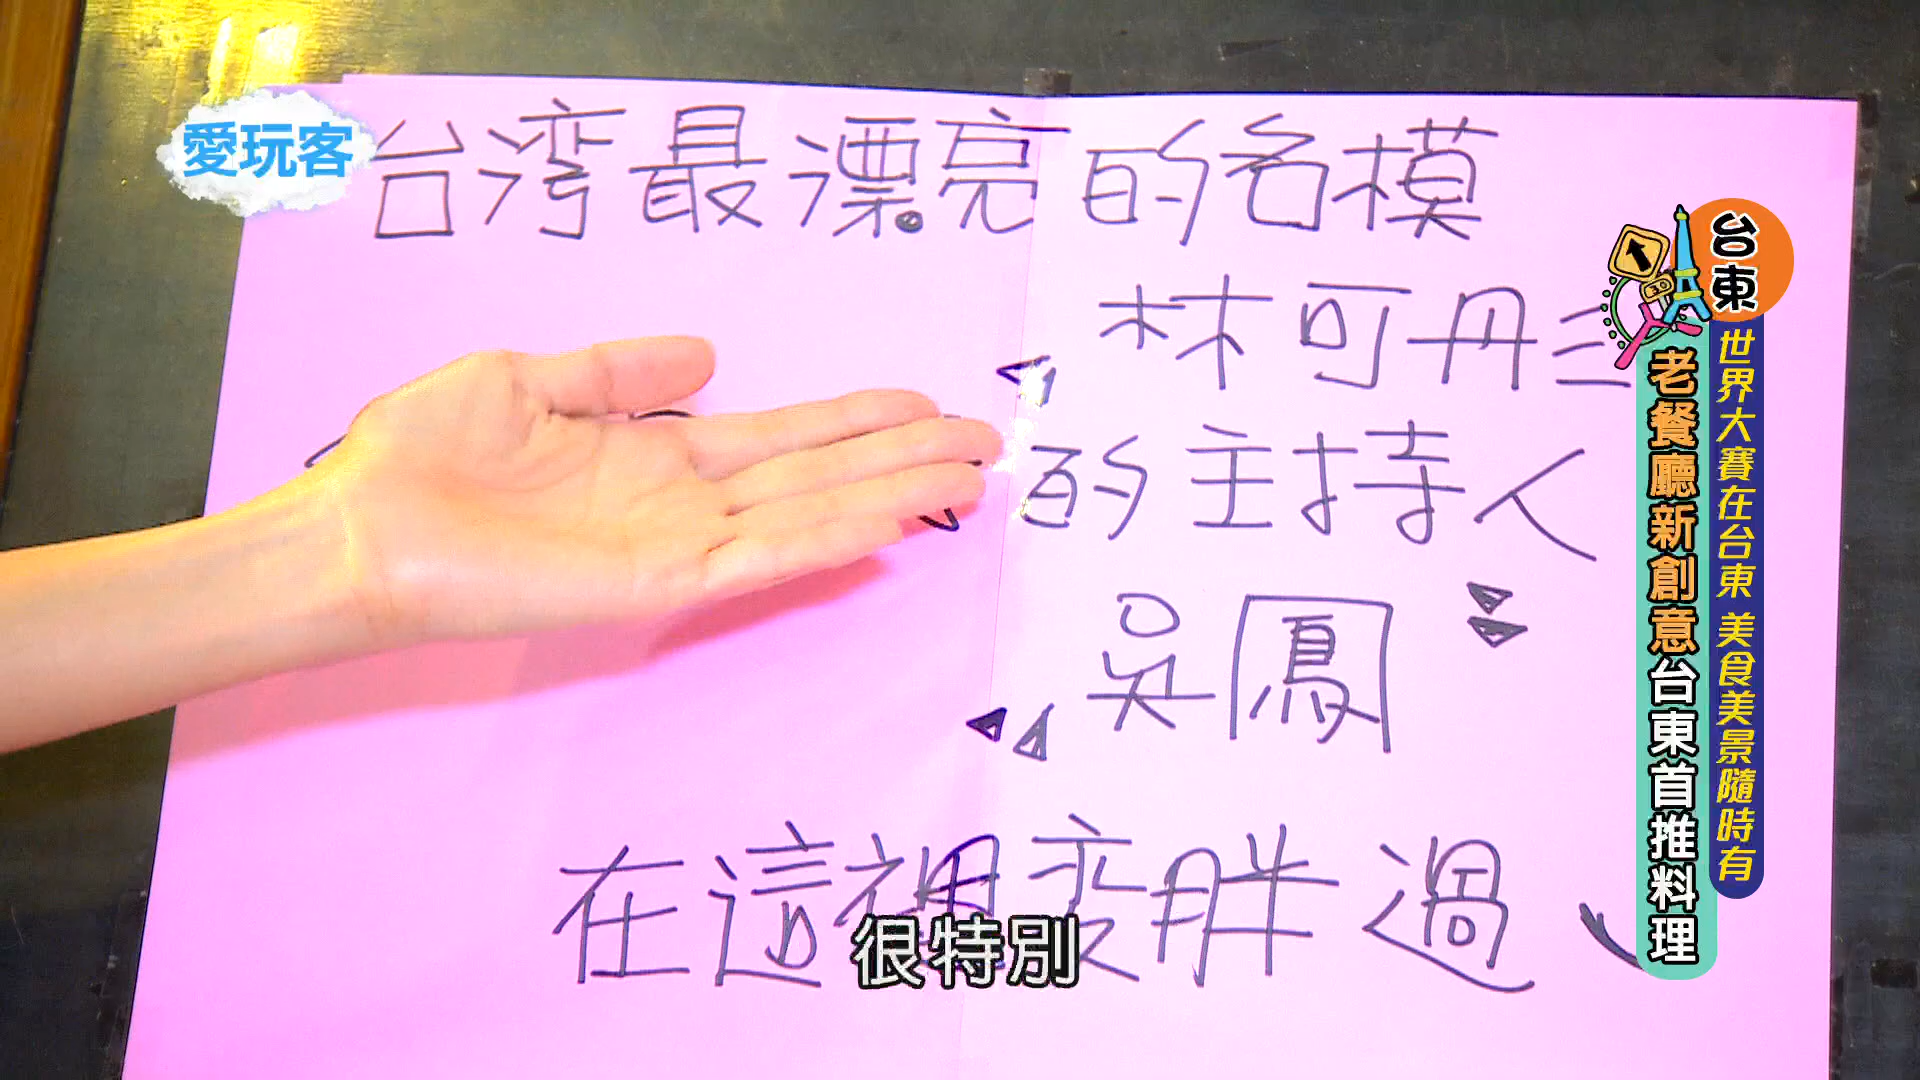 愛玩客
台湾最漂亮的名模
林可丹
的主持人
吳鳳
在這裡变胖過
很特別
台東
世界大賽在台東 美食美景隨時有
老餐廳新創意台東首推料理